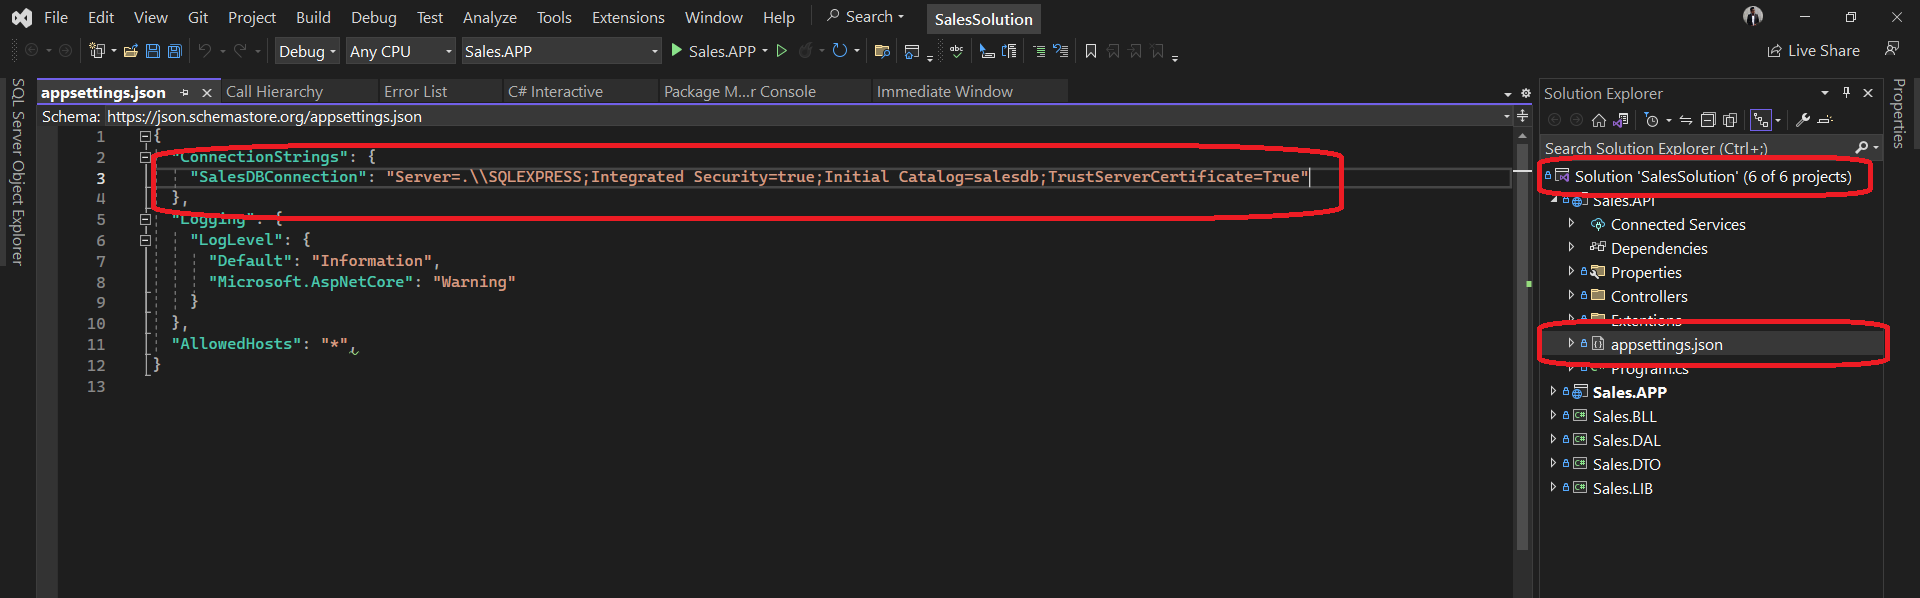 File Edit View Git Project Build Debug Test Analyze Tools Extensions Window Help Search SalesSolution
Debug Any CPU Sales.APP Sales.APP abc Live Share
appsettings.json Call Hierarchy Error List C# Interactive Package M...r Console Immediate Window
Schema: https://json.schemastore.org/appsettings.json
1 {
2 "ConnectionStrings": {
3 "SalesDBConnection": "Server=.\\SQLEXPRESS;Integrated Security=true;Initial Catalog=salesdb;TrustServerCertificate=True"
4 },
5 "Logging": {
6 "LogLevel": {
7 "Default": "Information",
8 "Microsoft.AspNetCore": "Warning"
9 }
10 },
11 "AllowedHosts": "*",
12 }
13
SQL Server Object Explorer
Solution Explorer
Search Solution Explorer (Ctrl+;)
Solution 'SalesSolution' (6 of 6 projects)
Sales.API
Connected Services
Dependencies
Properties
Controllers
Extentions
appsettings.json
Program.cs
Sales.APP
C# Sales.BLL
C# Sales.DAL
C# Sales.DTO
C# Sales.LIB
Properties